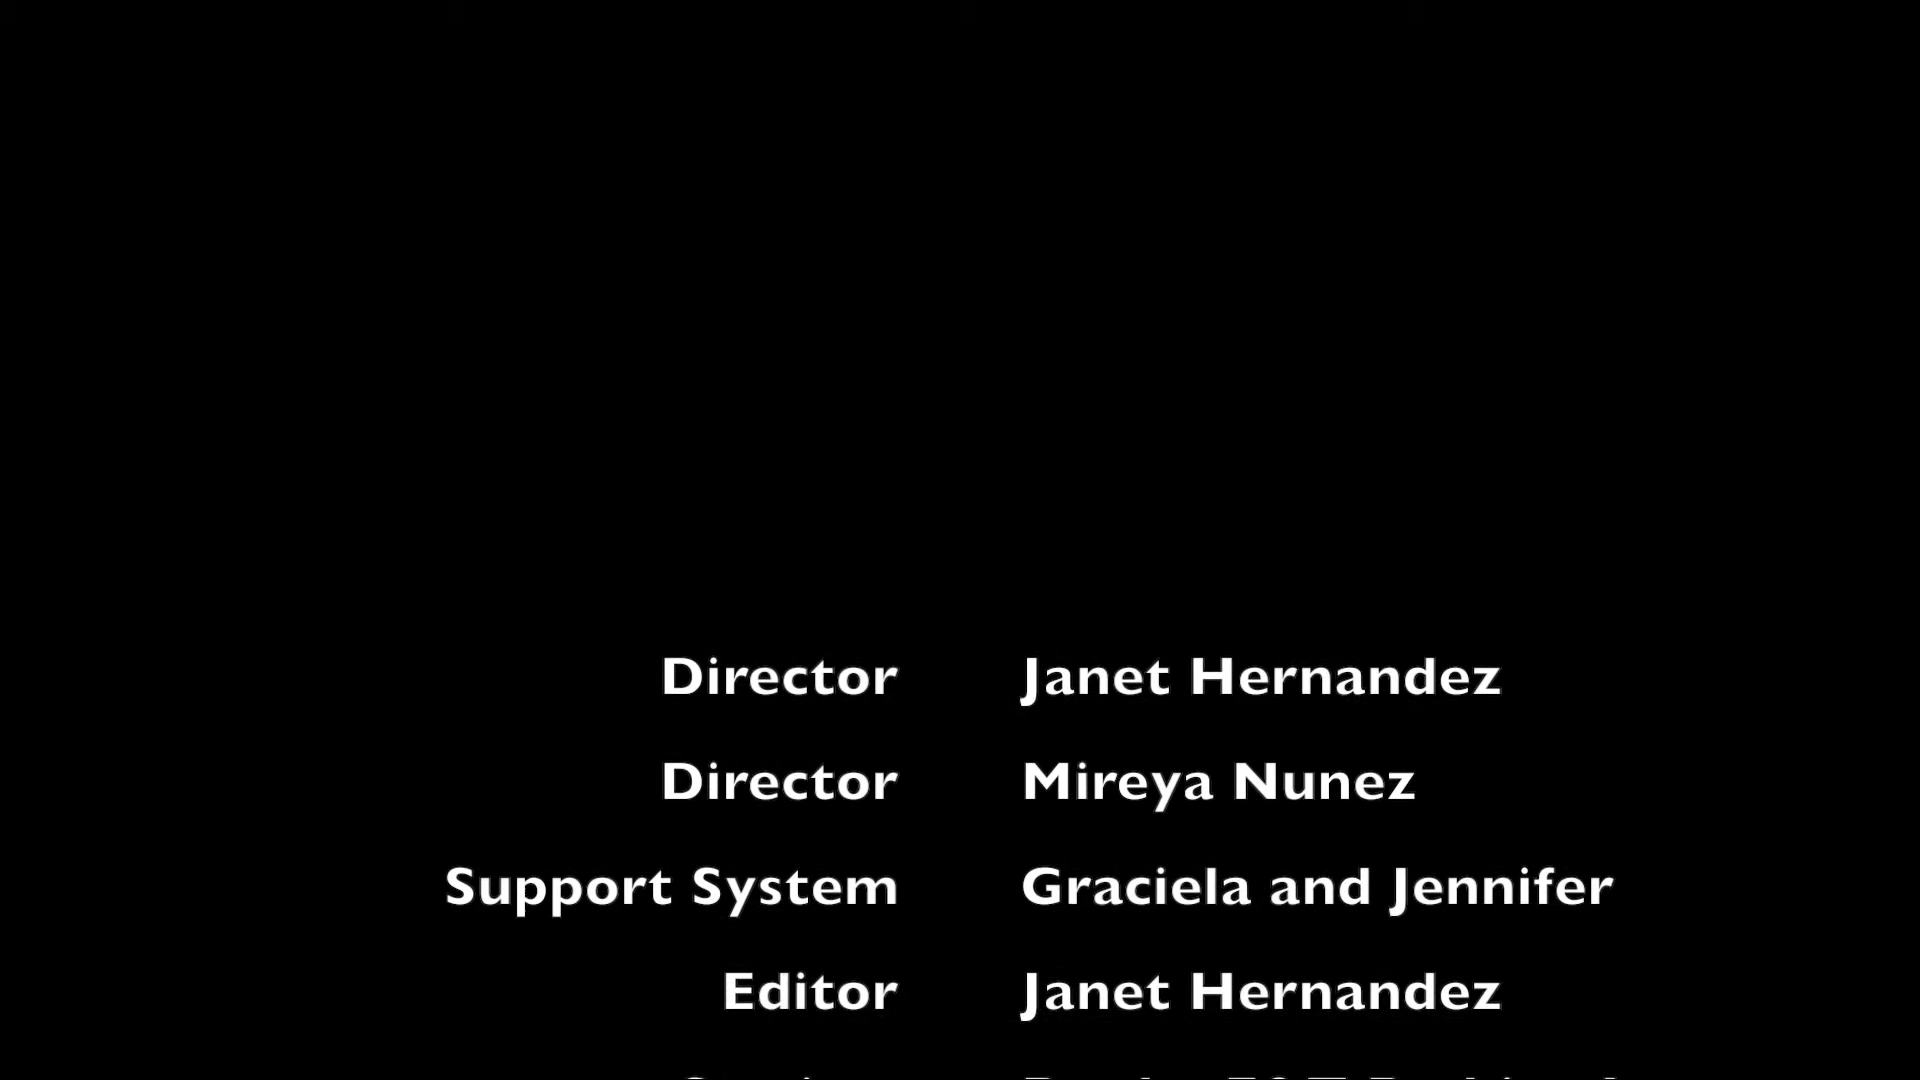 Director Janet Hernandez
Director Mireya Nunez
Support System Graciela and Jennifer
Editor Janet Hernandez